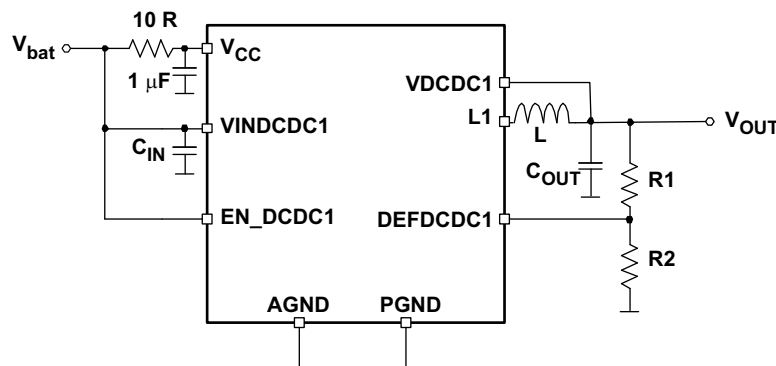 10 R
V_bat
V_CC
1 μF
VDCDC1
L1
V_OUT
VINDCDC1
L
C_IN
C_OUT
R1
EN_DCDC1
DEFDCDC1
R2
AGND
PGND